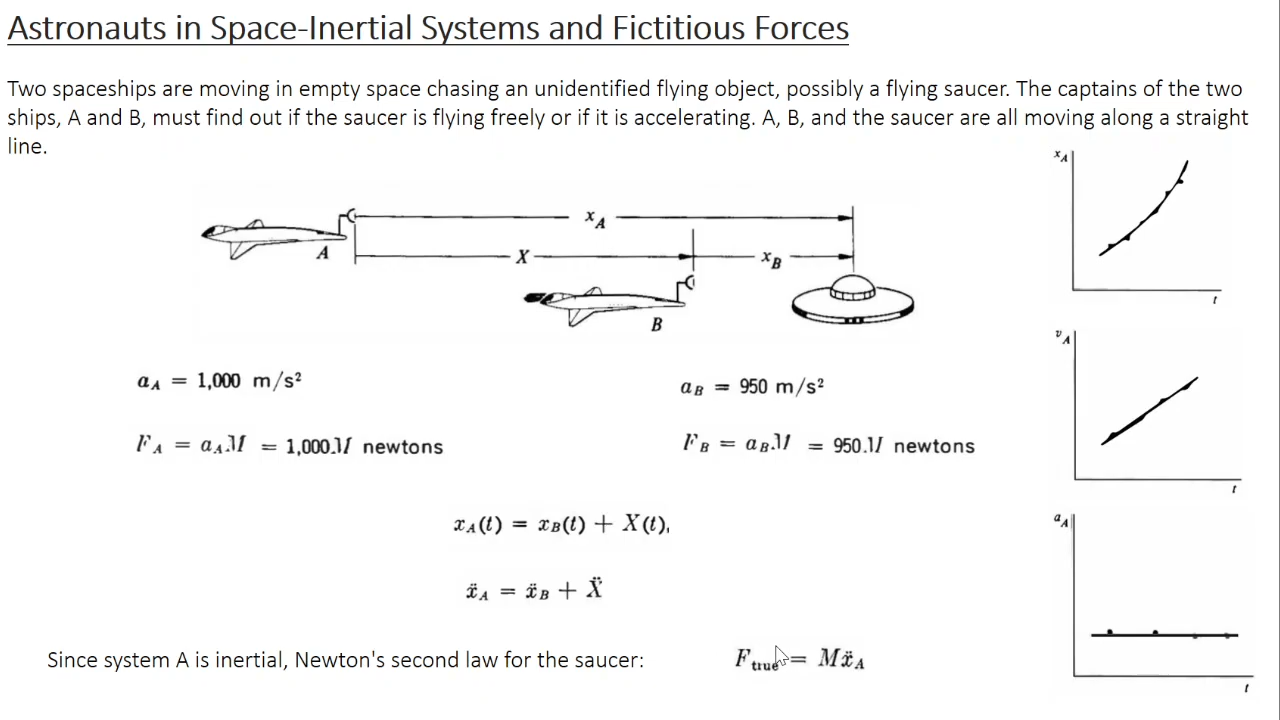 Astronauts in Space-Inertial Systems and Fictitious Forces
Two spaceships are moving in empty space chasing an unidentified flying object, possibly a flying saucer. The captains of the two
ships, A and B, must find out if the saucer is flying freely or if it is accelerating. A, B, and the saucer are all moving along a straight
line.
x_A
t
x_A
A
X
x_B
B
v_A
t
a_A = 1,000 m/s²
a_B = 950 m/s²
F_A = a_A M = 1,000M newtons
F_B = a_B M = 950M newtons
a_A
t
x_A(t) = x_B(t) + X(t),
ẍ_A = ẍ_B + Ẍ
Since system A is inertial, Newton's second law for the saucer:
F_true = Mẍ_A